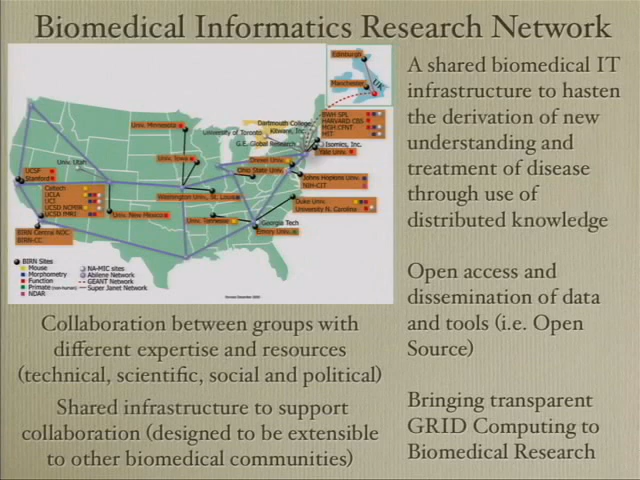 Biomedical Informatics Research Network
Edinburgh
Manchester
UK
Dartmouth College
Kitware, Inc.
University of Toronto
G.E. Global Research
BWH SPL
HARVARD CBS
MGH CFNT
MIT
Isomics, Inc.
Yale Univ.
Univ. Minnesota
Univ. Iowa
Drexel Univ.
Ohio State Univ.
Johns Hopkins Univ.
NIH-CIT
Univ. Utah
UCSF
Stanford
Caltech
UCLA
UCI
UCSD NCMIR
UCSD fMRI
Univ. New Mexico
Washington Univ., St. Louis
Duke Univ.
University N. Carolina
Univ. Tennessee
Georgia Tech
Emory Univ.
BIRN Central NOC
BIRN-CC
BIRN Sites
Mouse
Morphometry
Function
Primate (non-human)
NDAR
NA-MIC sites
Abilene Network
GEANT Network
Super Janet Network
A shared biomedical IT
infrastructure to hasten
the derivation of new
understanding and
treatment of disease
through use of
distributed knowledge
Open access and
dissemination of data
and tools (i.e. Open
Source)
Bringing transparent
GRID Computing to
Biomedical Research
Collaboration between groups with
different expertise and resources
(technical, scientific, social and political)
Shared infrastructure to support
collaboration (designed to be extensible
to other biomedical communities)